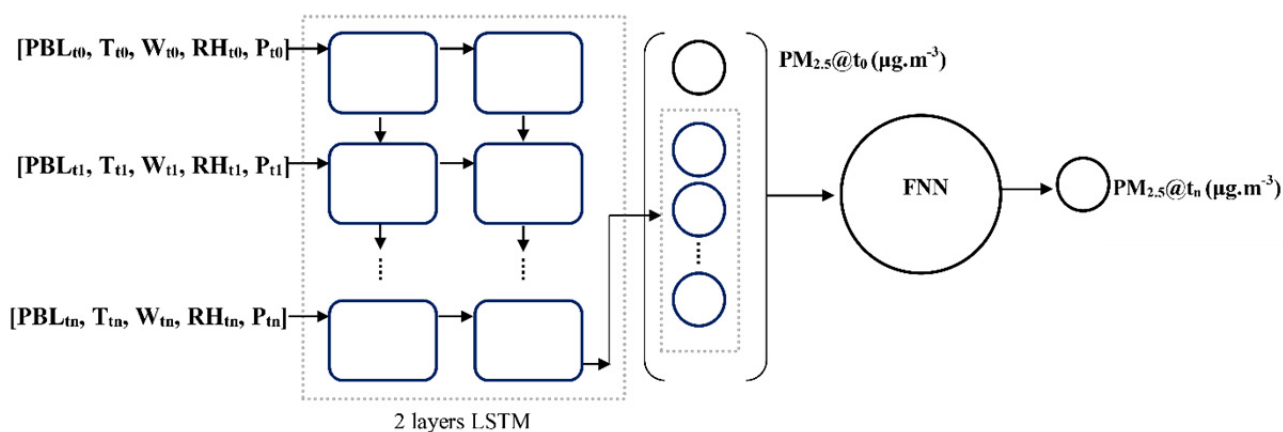 [PBLt0, Tt0, Wt0, RHt0, Pt0]
PM2.5@t0 (μg.m-3)
[PBLt1, Tt1, Wt1, RHt1, Pt1]
FNN
PM2.5@tn (μg.m-3)
[PBLtn, Ttn, Wtn, RHtn, Ptn]
2 layers LSTM